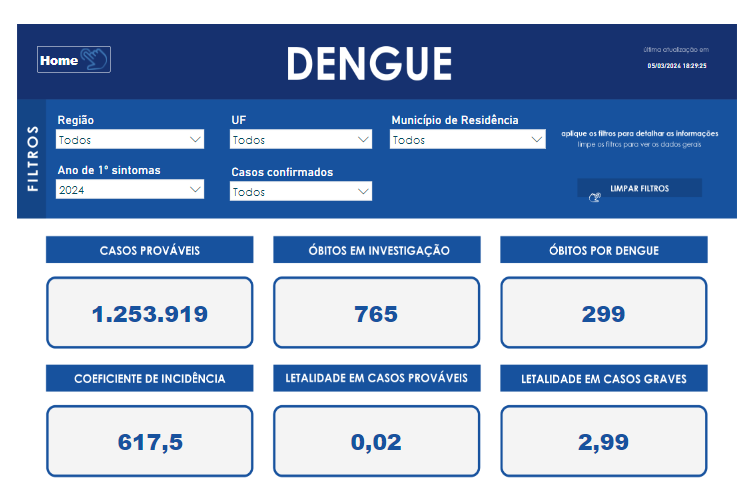 Home
DENGUE
última atualização em
05/03/2024 18:29:25
FILTROS
Região
Todos
UF
Todos
Município de Residência
Todos
aplique os filtros para detalhar as informações
limpe os filtros para ver os dados gerais
Ano de 1º sintomas
2024
Casos confirmados
Todos
LIMPAR FILTROS
CASOS PROVÁVEIS
ÓBITOS EM INVESTIGAÇÃO
ÓBITOS POR DENGUE
1.253.919
765
299
COEFICIENTE DE INCIDÊNCIA
LETALIDADE EM CASOS PROVÁVEIS
LETALIDADE EM CASOS GRAVES
617,5
0,02
2,99